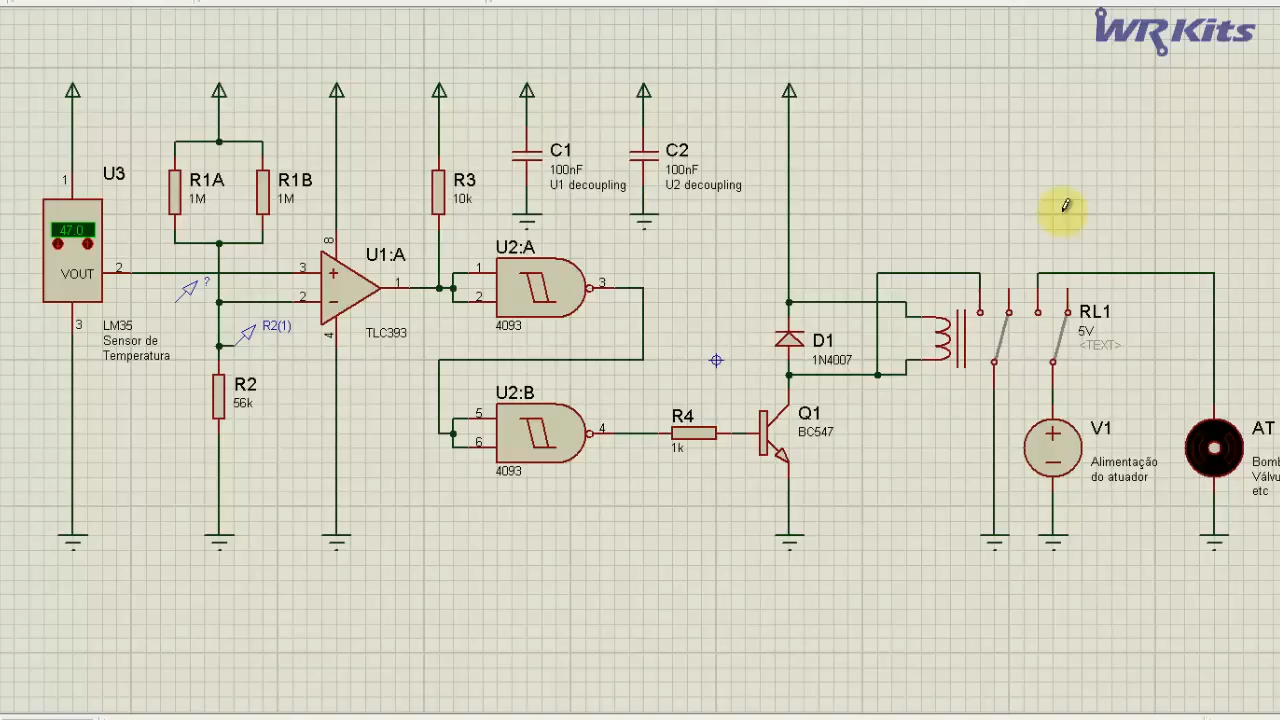 WRKits
U3
1
47.0
VOUT
2
3
LM35
Sensor de
Temperatura
R1A
1M
R1B
1M
?
R2(1)
R2
56k
U1:A
8
3
2
1
4
TLC393
R3
10k
C1
100nF
U1 decoupling
C2
100nF
U2 decoupling
U2:A
1
2
3
4093
U2:B
5
6
4
4093
R4
1k
D1
1N4007
Q1
BC547
RL1
5V
<TEXT>
V1
Alimentação
do atuador
AT
Bomb
Válvu
etc